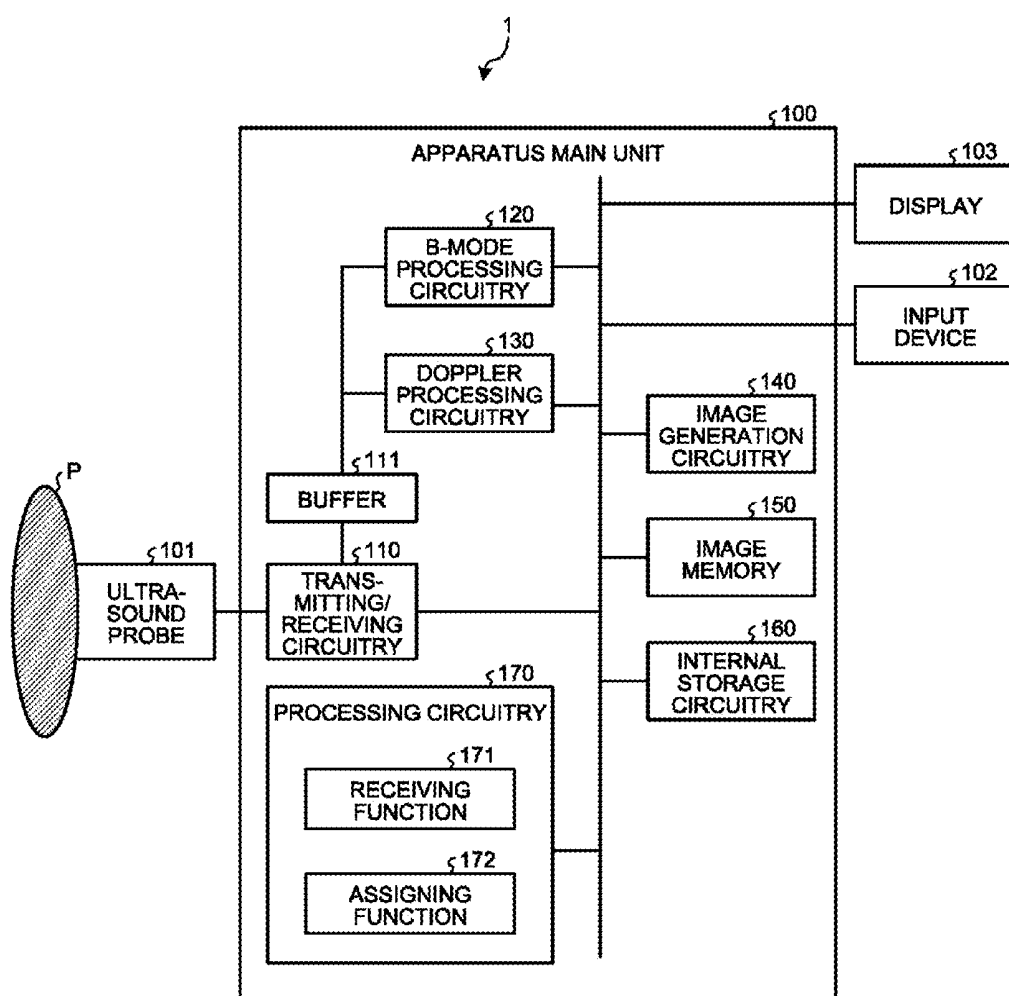 1
100
APPARATUS MAIN UNIT
103
DISPLAY
120
B-MODE
PROCESSING
CIRCUITRY
102
INPUT
DEVICE
130
DOPPLER
PROCESSING
CIRCUITRY
140
IMAGE
GENERATION
CIRCUITRY
111
BUFFER
P
150
IMAGE
MEMORY
101
ULTRA-
SOUND
PROBE
110
TRANS-
MITTING/
RECEIVING
CIRCUITRY
160
INTERNAL
STORAGE
CIRCUITRY
170
PROCESSING CIRCUITRY
171
RECEIVING
FUNCTION
172
ASSIGNING
FUNCTION